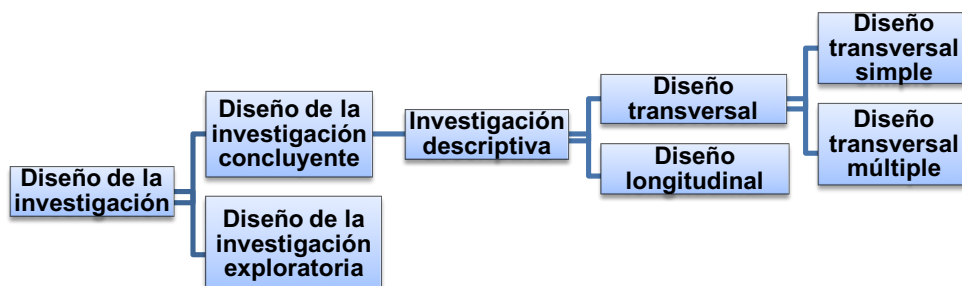 Diseño de la
investigación
Diseño de la
investigación
concluyente
Diseño de la
investigación
exploratoria
Investigación
descriptiva
Diseño
transversal
Diseño
longitudinal
Diseño
transversal
simple
Diseño
transversal
múltiple